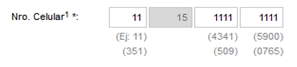 Nro. Celular¹ *: 11 15 1111 1111
(Ej: 11) (4341) (5900)
(351) (509) (0765)